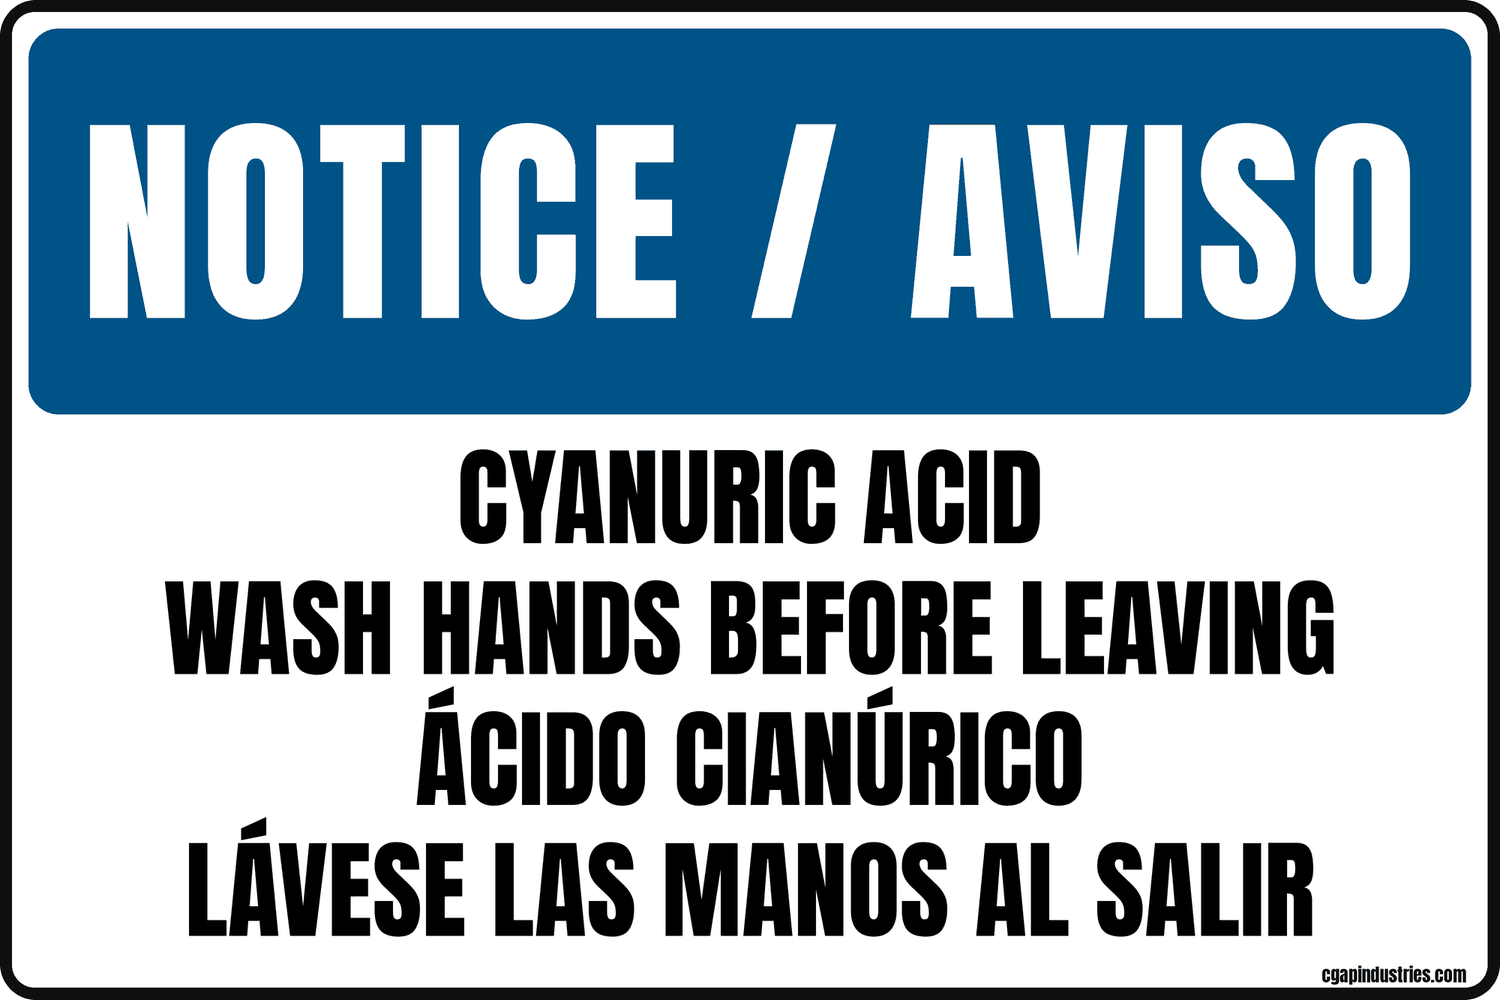 NOTICE / AVISO
CYANURIC ACID
WASH HANDS BEFORE LEAVING
ÁCIDO CIANÚRICO
LÁVESE LAS MANOS AL SALIR
cgapindustries.com